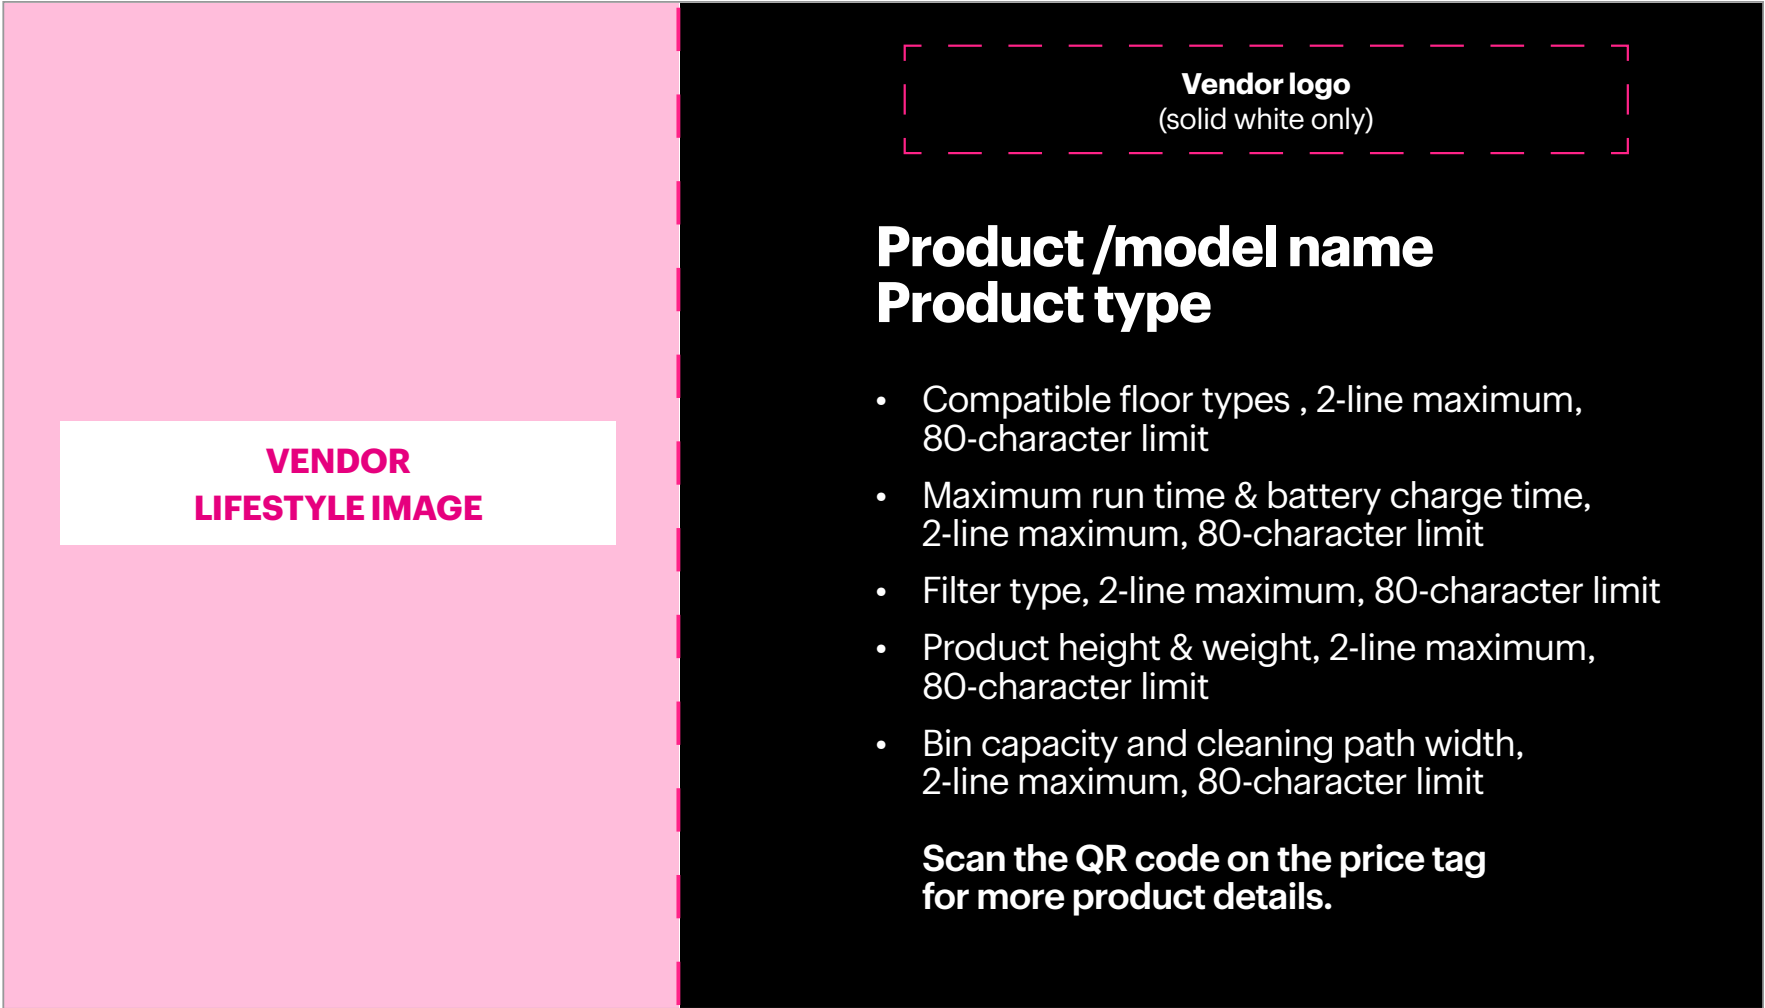 VENDOR
LIFESTYLE IMAGE
Vendor logo
(solid white only)
Product /model name
Product type
• Compatible floor types , 2-line maximum,
80-character limit
• Maximum run time & battery charge time,
2-line maximum, 80-character limit
• Filter type, 2-line maximum, 80-character limit
• Product height & weight, 2-line maximum,
80-character limit
• Bin capacity and cleaning path width,
2-line maximum, 80-character limit
Scan the QR code on the price tag
for more product details.